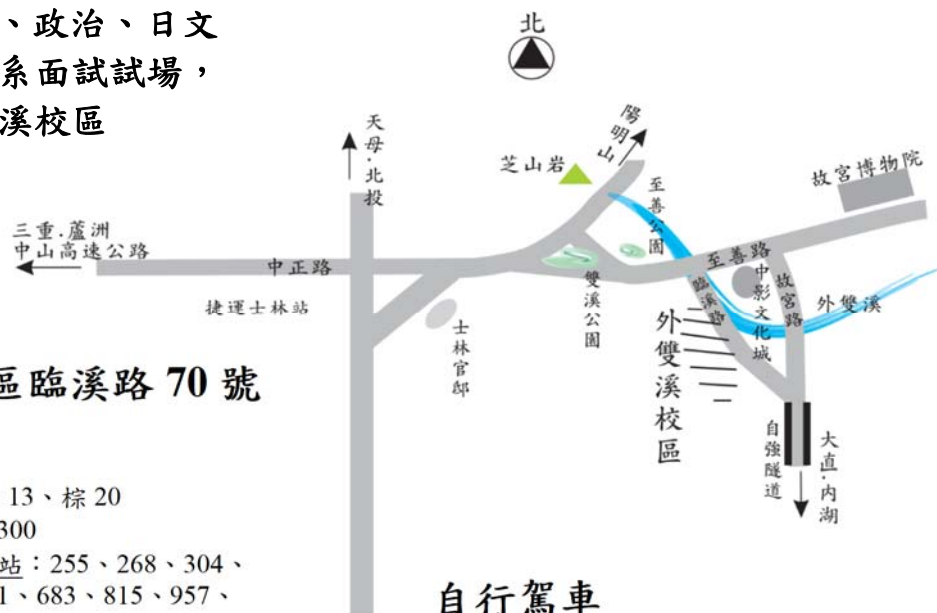 、政治、日文
系面試試場，
溪校區
北
陽明山
天母．北投
芝山岩
至善公園
故宮博物院
三重．蘆洲
中山高速公路
中正路
至善路
捷運士林站
雙溪公園
臨溪路
中影文化城
故宮路
外雙溪
士林官邸
外雙溪校區
區臨溪路 70 號
自強隧道
大直．內湖
13、棕 20
300
站：255、268、304、
1、683、815、957、
自行駕車